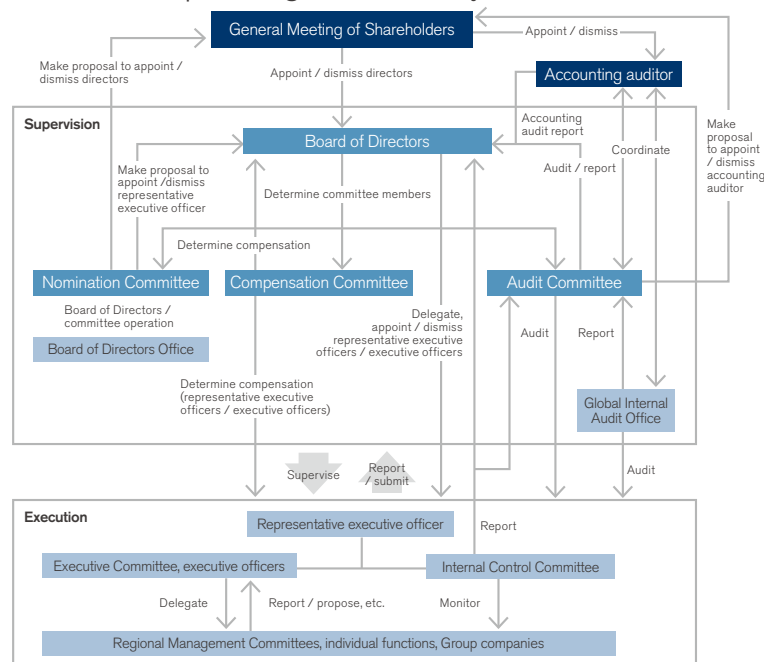 General Meeting of Shareholders
Appoint / dismiss
Make proposal to appoint /
dismiss directors
Appoint / dismiss directors
Accounting auditor
Supervision
Accounting
audit report
Board of Directors
Make
proposal
to appoint
/ dismiss
accounting
auditor
Coordinate
Make proposal to
appoint /dismiss
representative
executive officer
Audit / report
Determine committee members
Determine compensation
Nomination Committee
Compensation Committee
Audit Committee
Board of Directors /
committee operation
Board of Directors Office
Delegate,
appoint / dismiss
representative executive
officers / executive officers
Audit
Report
Determine compensation
(representative executive
officers / executive officers)
Global Internal
Audit Office
Supervise
Report
/ submit
Audit
Execution
Representative executive officer
Report
Executive Committee, executive officers
Internal Control Committee
Delegate
Report / propose, etc.
Monitor
Regional Management Committees, individual functions, Group companies